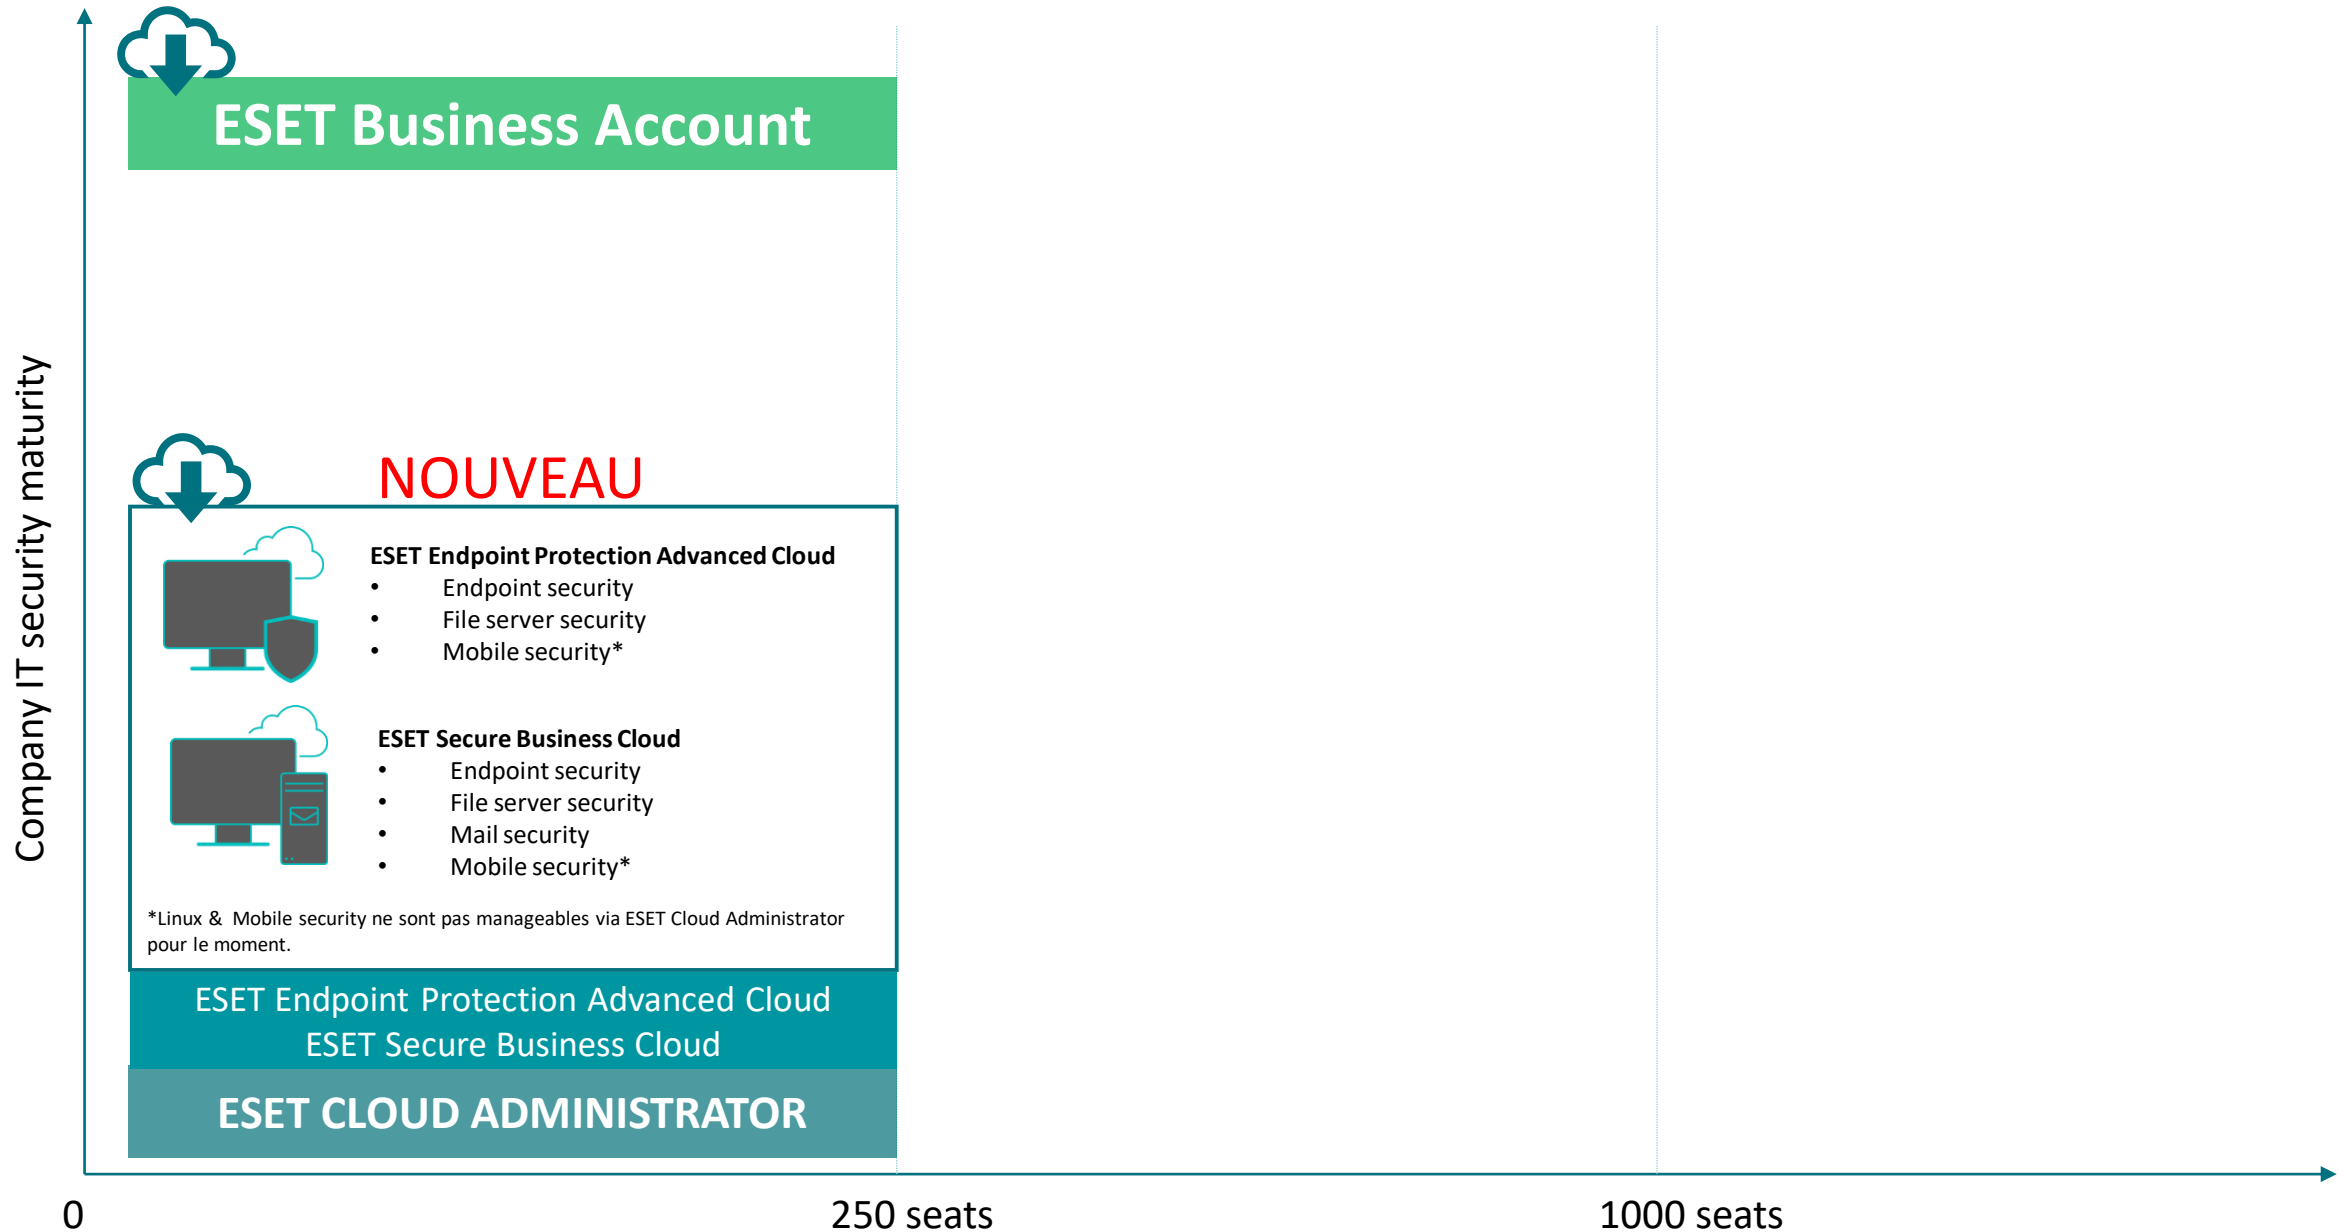 ESET Business Account
Company IT security maturity
NOUVEAU
ESET Endpoint Protection Advanced Cloud
• Endpoint security
• File server security
• Mobile security*
ESET Secure Business Cloud
• Endpoint security
• File server security
• Mail security
• Mobile security*
*Linux & Mobile security ne sont pas manageables via ESET Cloud Administrator
pour le moment.
ESET Endpoint Protection Advanced Cloud
ESET Secure Business Cloud
ESET CLOUD ADMINISTRATOR
0
250 seats
1000 seats